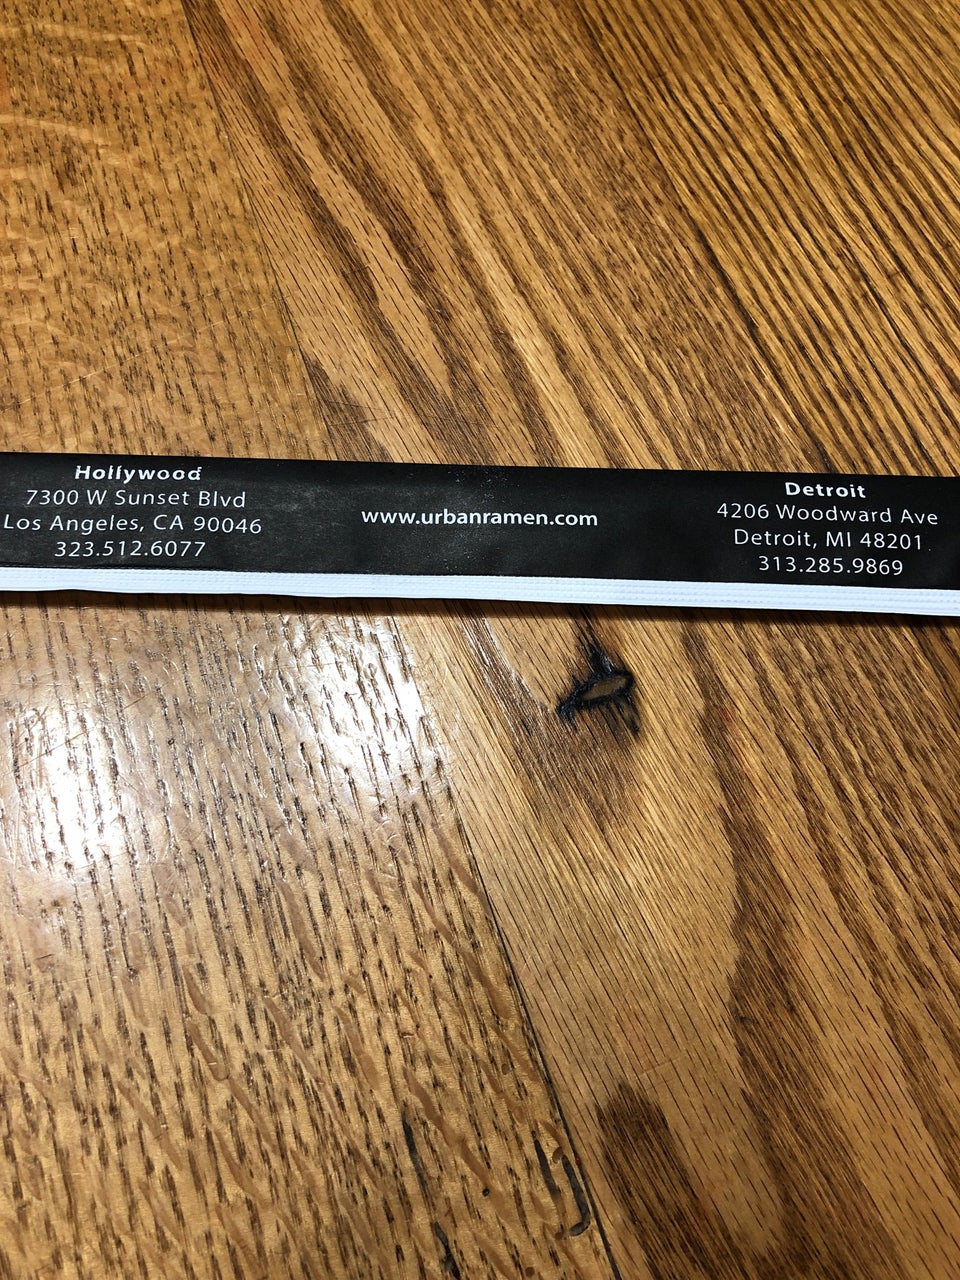 Hollywood
7300 W Sunset Blvd
Los Angeles, CA 90046
323.512.6077
www.urbanramen.com
Detroit
4206 Woodward Ave
Detroit, MI 48201
313.285.9869